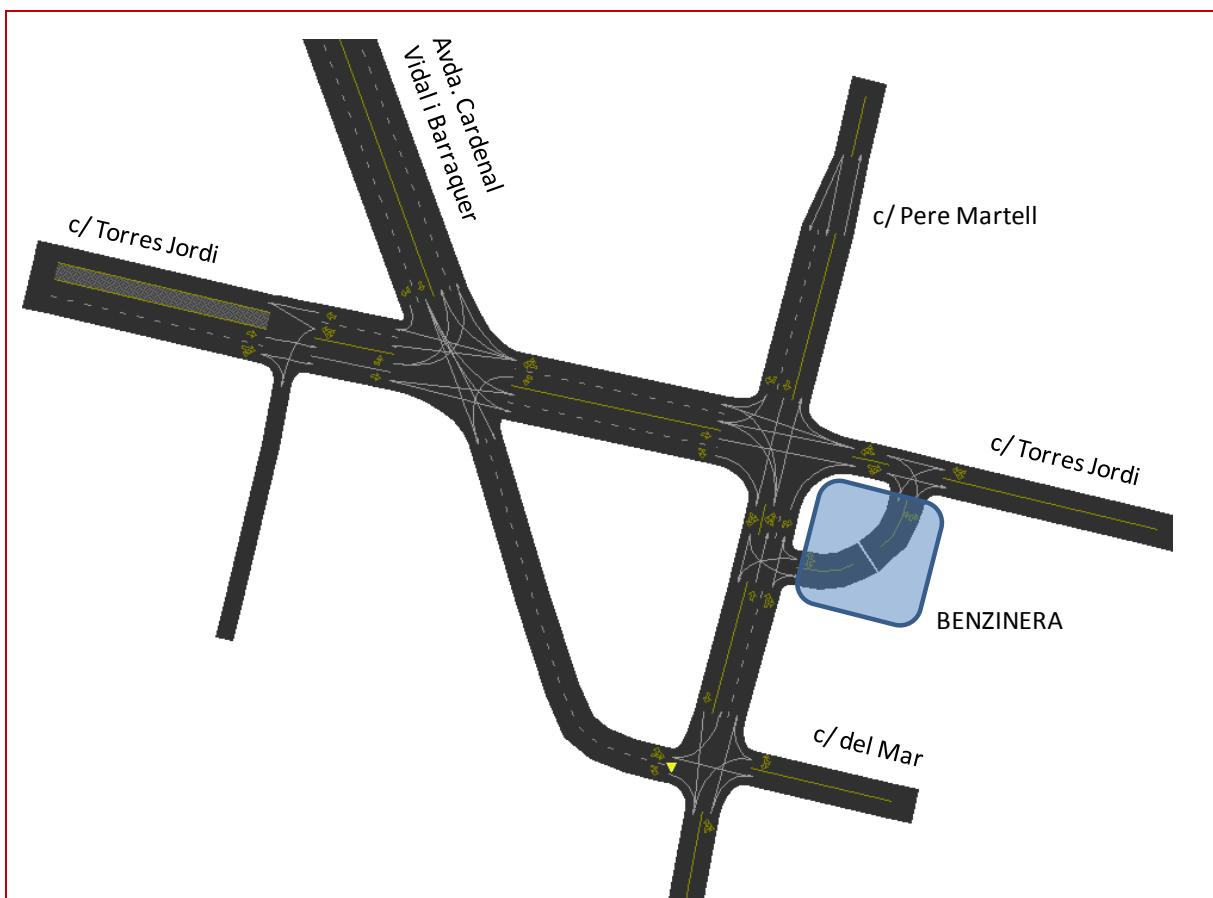 Avda. Cardenal
Vidal i Barraquer
c/ Pere Martell
c/ Torres Jordi
c/ Torres Jordi
BENZINERA
c/ del Mar